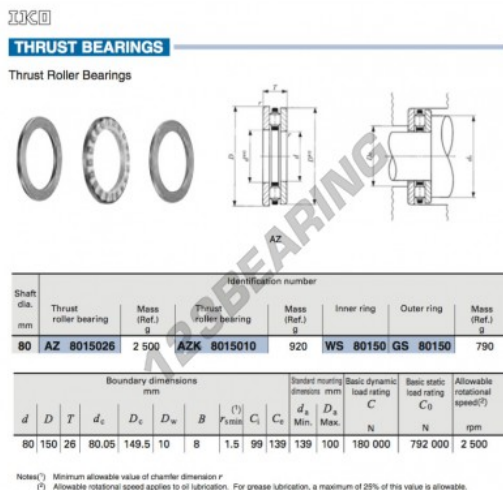 IKO
THRUST BEARINGS
Thrust Roller Bearings
T
r
D
d
Da
da
AZ
123BEARING
Shaft dia. mm
Identification number
Thrust roller bearing
Mass (Ref.) g
Thrust roller bearing
Mass (Ref.) g
Inner ring
Outer ring
Mass (Ref.) g
80 AZ 8015026 2 500 AZK 8015010 920 WS 80150 GS 80150 790
Boundary dimensions mm
Standard mounting dimensions mm
Basic dynamic load rating C N
Basic static load rating C0 N
Allowable rotational speed(2) rpm
d D T dc Dc Dw B rsmin(1) Ci Ce da Min. Da Max.
80 150 26 80.05 149.5 10 8 1.5 99 139 139 100 180 000 792 000 2 500
Notes(1) Minimum allowable value of chamfer dimension r
(2) Allowable rotational speed applies to oil lubrication. For grease lubrication, a maximum of 25% of this value is allowable.